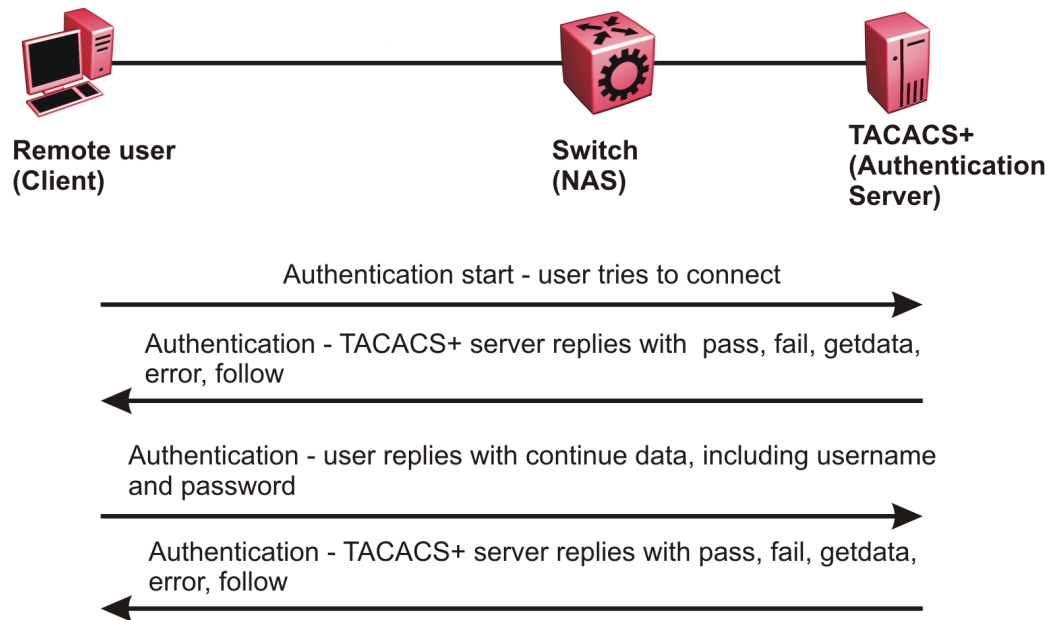 Remote user
(Client)
Switch
(NAS)
TACACS+
(Authentication
Server)
Authentication start - user tries to connect
Authentication - TACACS+ server replies with  pass, fail, getdata,
error, follow
Authentication - user replies with continue data, including username
and password
Authentication - TACACS+ server replies with pass, fail, getdata,
error, follow